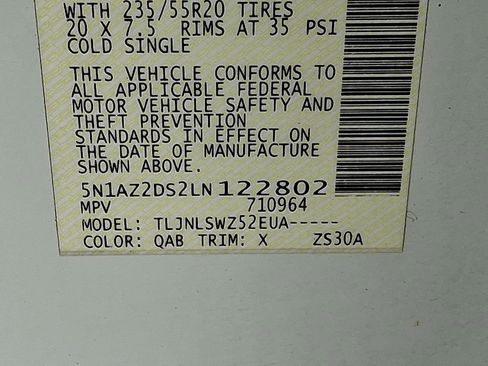 WITH 235/55R20 TIRES
20 X 7.5 RIMS AT 35 PSI
COLD SINGLE
THIS VEHICLE CONFORMS TO
ALL APPLICABLE FEDERAL
MOTOR VEHICLE SAFETY AND
THEFT PREVENTION
STANDARDS IN EFFECT ON
THE DATE OF MANUFACTURE
SHOWN ABOVE.
5N1AZ2DS2LN122802
MPV 710964
MODEL: TLJNLSWZ52EUA-----
COLOR: QAB TRIM: X ZS30A